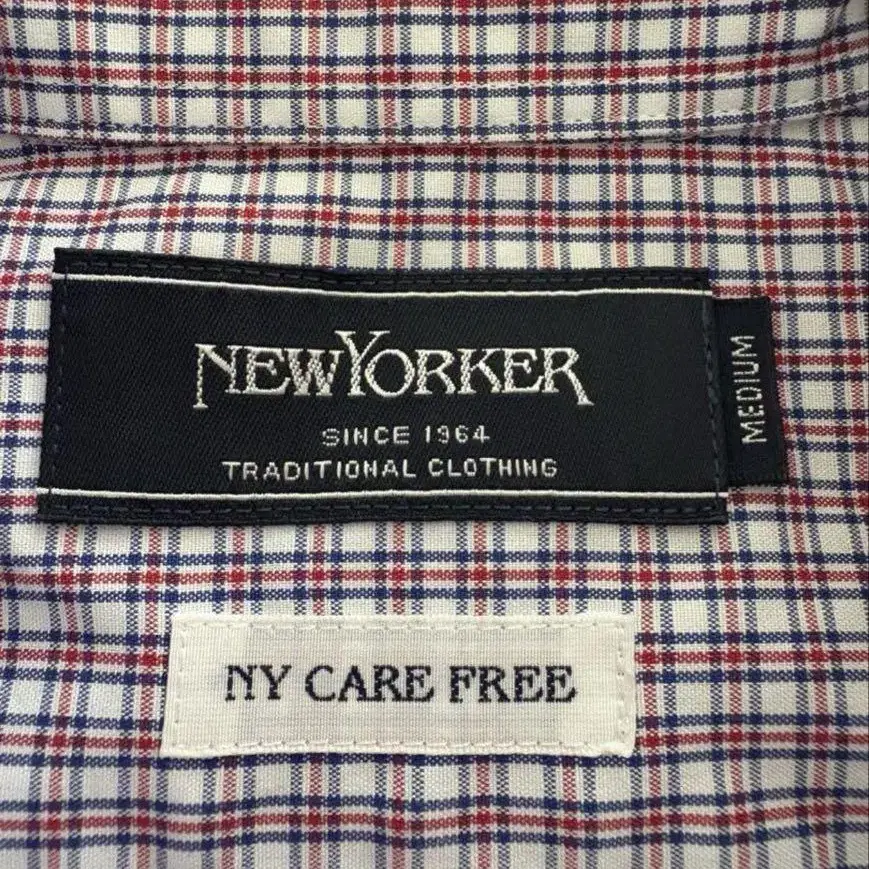 NEWYORKER
SINCE 1964
TRADITIONAL CLOTHING
MEDIUM
NY CARE FREE